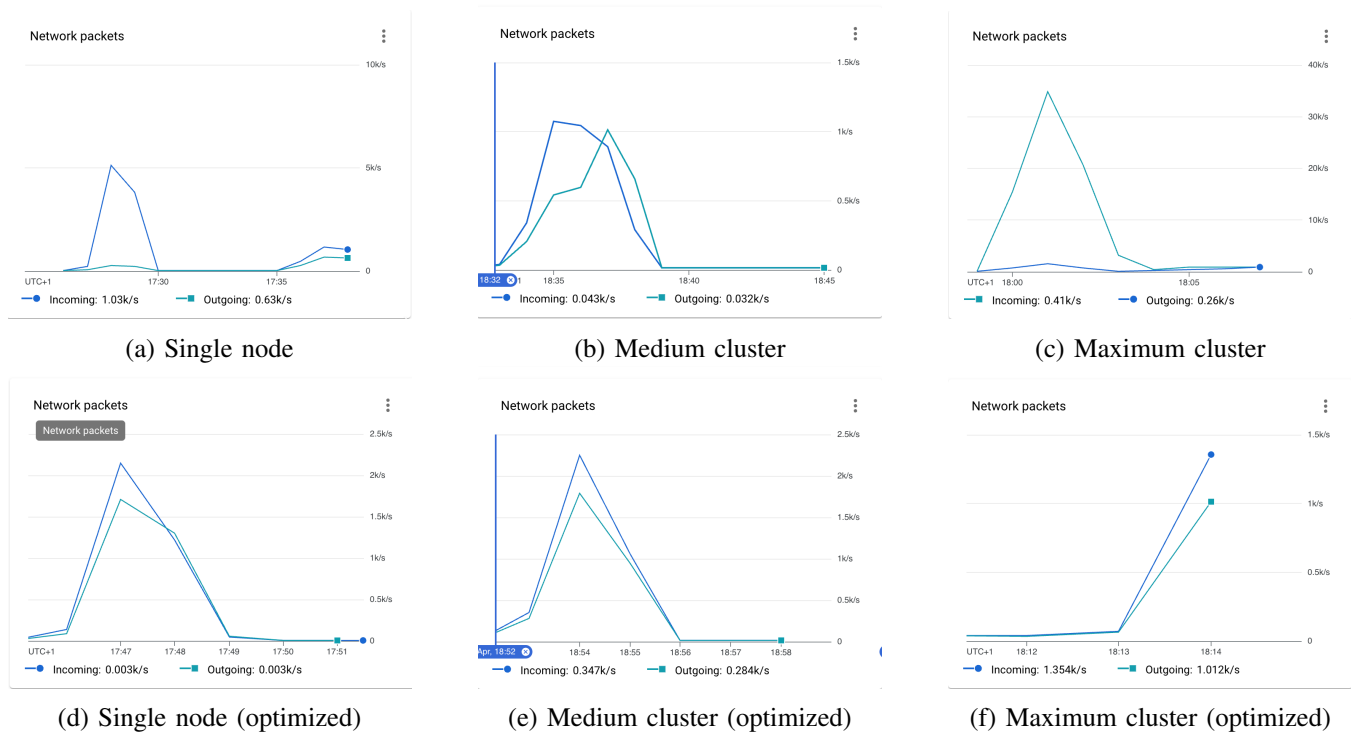 Network packets
10k/s
5k/s
0
UTC+1 17:30 17:35
Incoming: 1.03k/s Outgoing: 0.63k/s
(a) Single node
Network packets
1.5k/s
1k/s
0.5k/s
0
18:32 1 18:35 18:40 18:45
Incoming: 0.043k/s Outgoing: 0.032k/s
(b) Medium cluster
Network packets
40k/s
30k/s
20k/s
10k/s
0
UTC+1 18:00 18:05
Incoming: 0.41k/s Outgoing: 0.26k/s
(c) Maximum cluster
Network packets
Network packets
2.5k/s
2k/s
1.5k/s
1k/s
0.5k/s
0
UTC+1 17:47 17:48 17:49 17:50 17:51
Incoming: 0.003k/s Outgoing: 0.003k/s
(d) Single node (optimized)
Network packets
2.5k/s
2k/s
1.5k/s
1k/s
0.5k/s
0
Apr, 18:52 18:54 18:55 18:56 18:57 18:58
Incoming: 0.347k/s Outgoing: 0.284k/s
(e) Medium cluster (optimized)
Network packets
1.5k/s
1k/s
0.5k/s
0
UTC+1 18:12 18:13 18:14
Incoming: 1.354k/s Outgoing: 1.012k/s
(f) Maximum cluster (optimized)